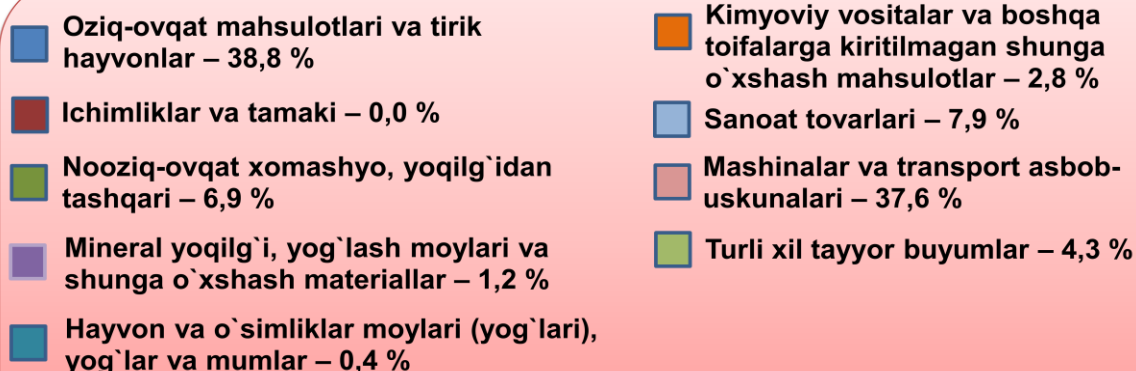 Oziq-ovqat mahsulotlari va tirik
hayvonlar – 38,8 %
Ichimliklar va tamaki – 0,0 %
Nooziq-ovqat xomashyo, yoqilg`idan
tashqari – 6,9 %
Mineral yoqilg`i, yog`lash moylari va
shunga o`xshash materiallar – 1,2 %
Hayvon va o`simliklar moylari (yog`lari),
yog`lar va mumlar – 0,4 %
Kimyoviy vositalar va boshqa
toifalarga kiritilmagan shunga
o`xshash mahsulotlar – 2,8 %
Sanoat tovarlari – 7,9 %
Mashinalar va transport asbob-
uskunalari – 37,6 %
Turli xil tayyor buyumlar – 4,3 %